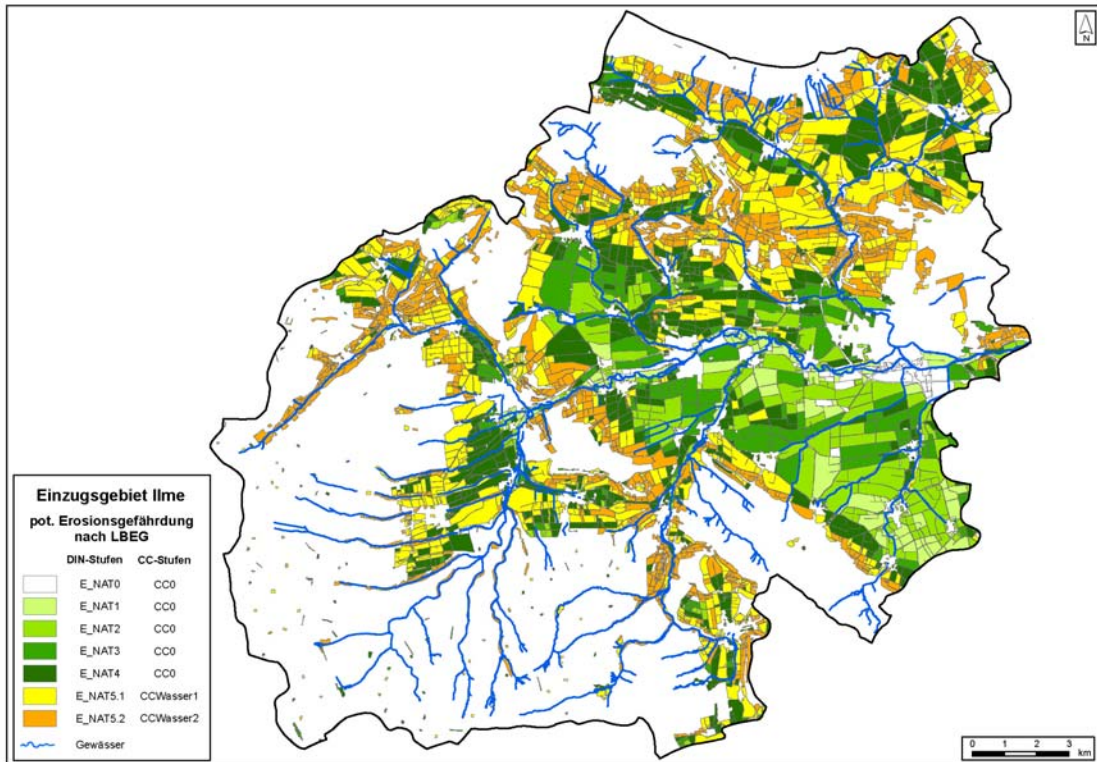 N
Einzugsgebiet Ilme
pot. Erosionsgefährdung
nach LBEG
DIN-Stufen CC-Stufen
E_NAT0 CC0
E_NAT1 CC0
E_NAT2 CC0
E_NAT3 CC0
E_NAT4 CC0
E_NAT5.1 CCWasser1
E_NAT5.2 CCWasser2
Gewässer
0 1 2 3
km